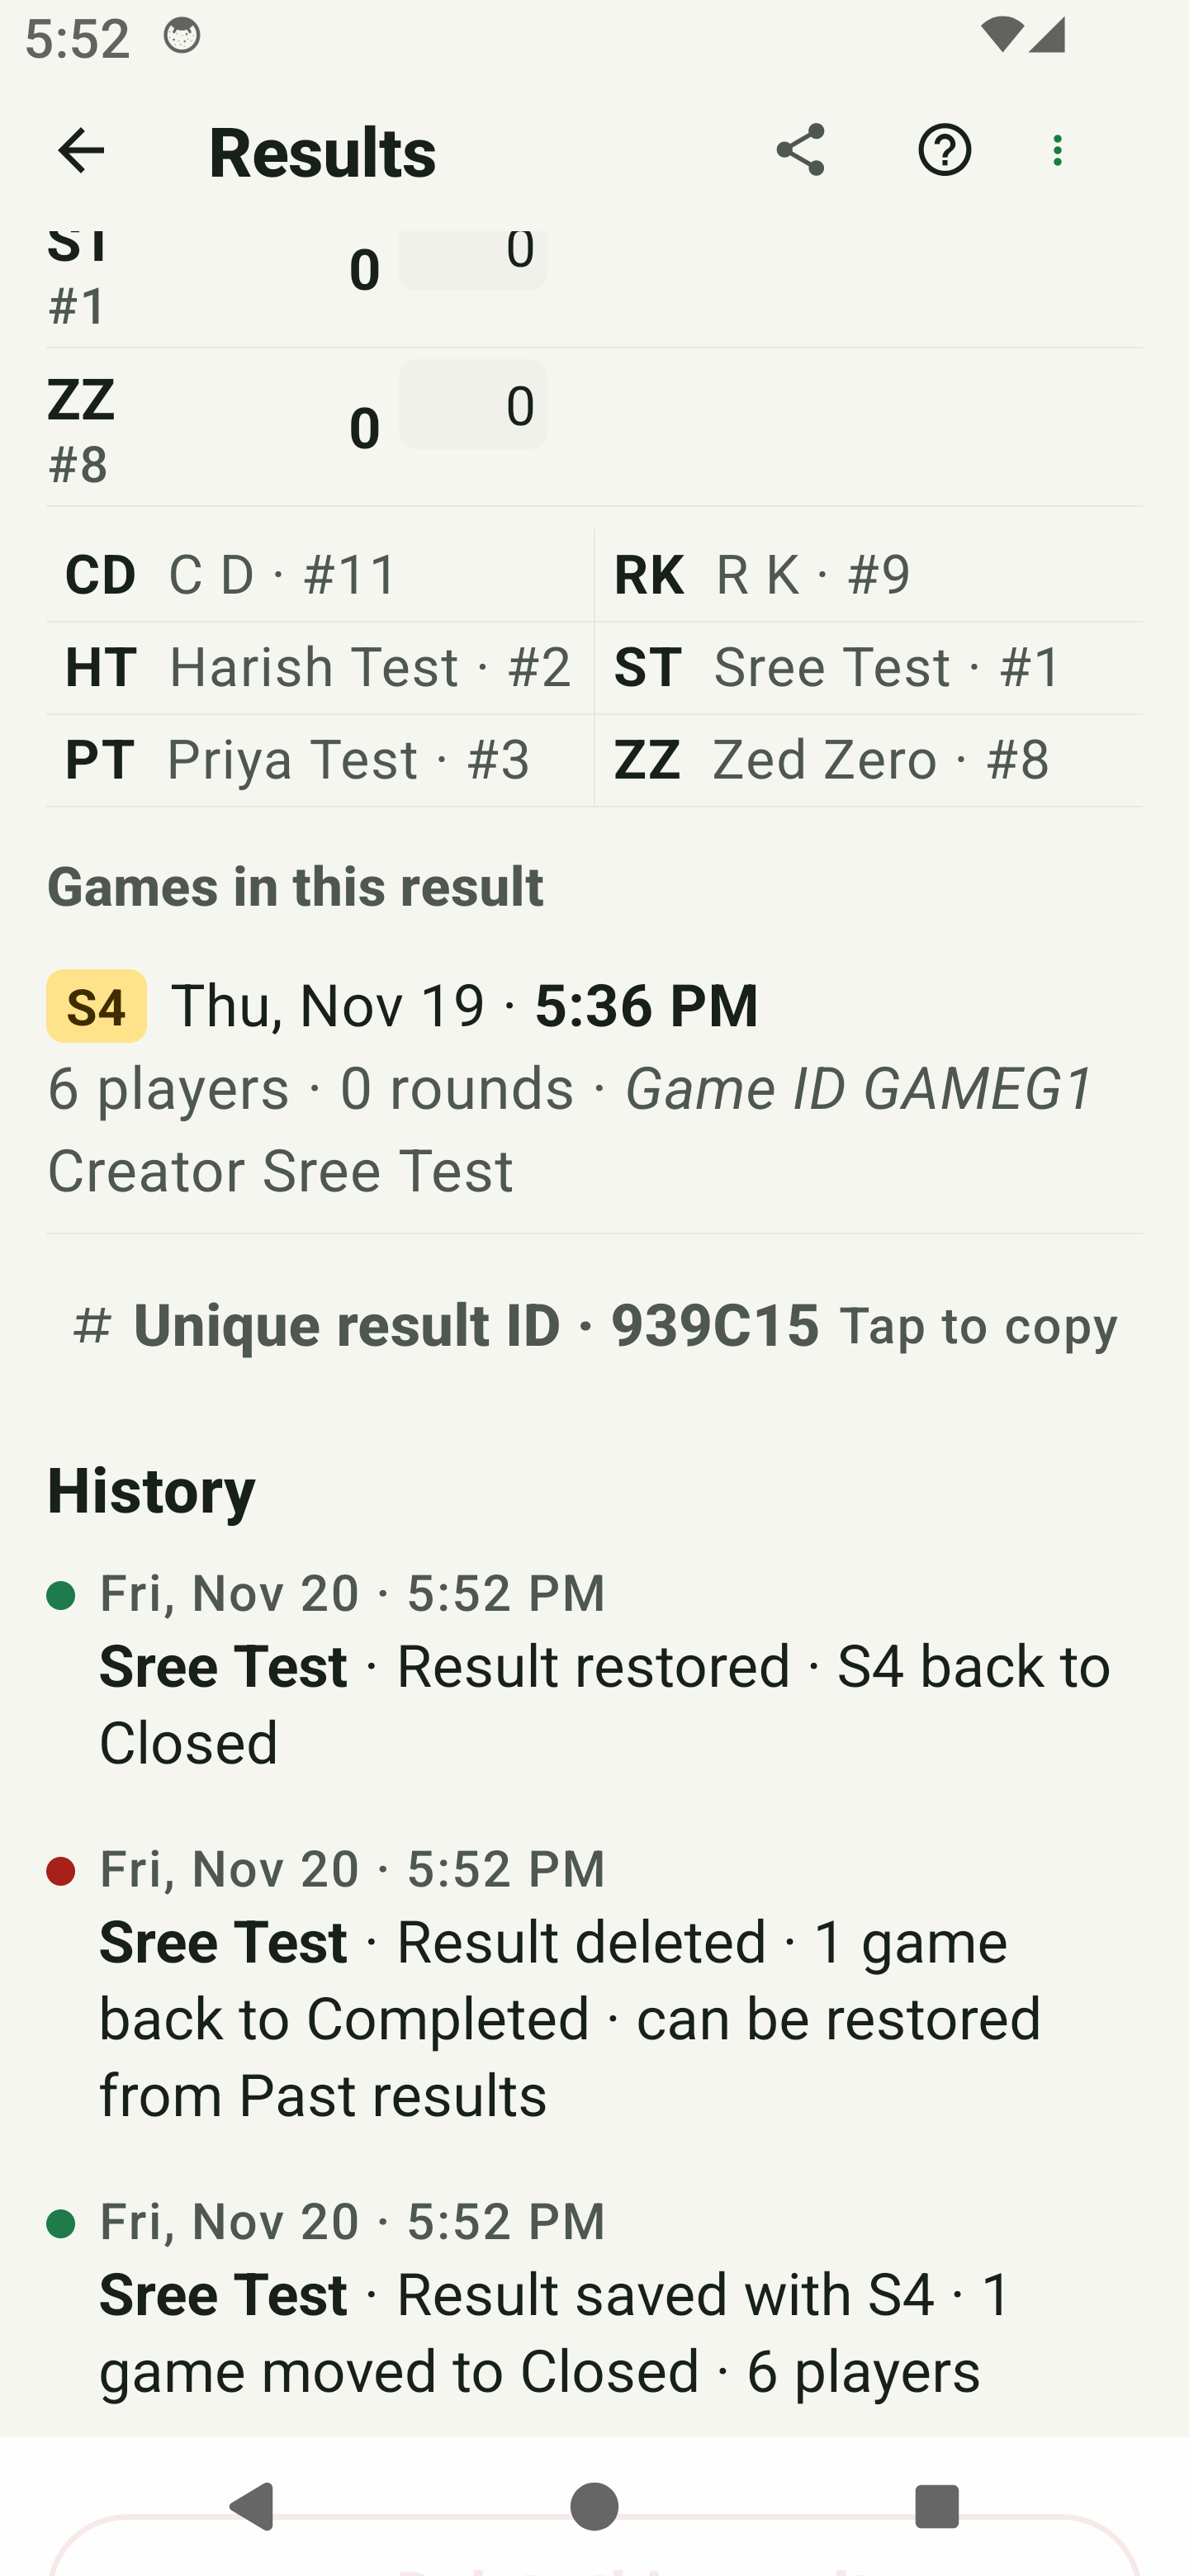 5:52
Results
ST
0
0
#1
ZZ
0
0
#8
CD C D · #11
RK R K · #9
HT Harish Test · #2
ST Sree Test · #1
PT Priya Test · #3
ZZ Zed Zero · #8
Games in this result
S4 Thu, Nov 19 · 5:36 PM
6 players · 0 rounds · Game ID GAMEG1
Creator Sree Test
# Unique result ID · 939C15 Tap to copy
History
Fri, Nov 20 · 5:52 PM
Sree Test · Result restored · S4 back to
Closed
Fri, Nov 20 · 5:52 PM
Sree Test · Result deleted · 1 game
back to Completed · can be restored
from Past results
Fri, Nov 20 · 5:52 PM
Sree Test · Result saved with S4 · 1
game moved to Closed · 6 players